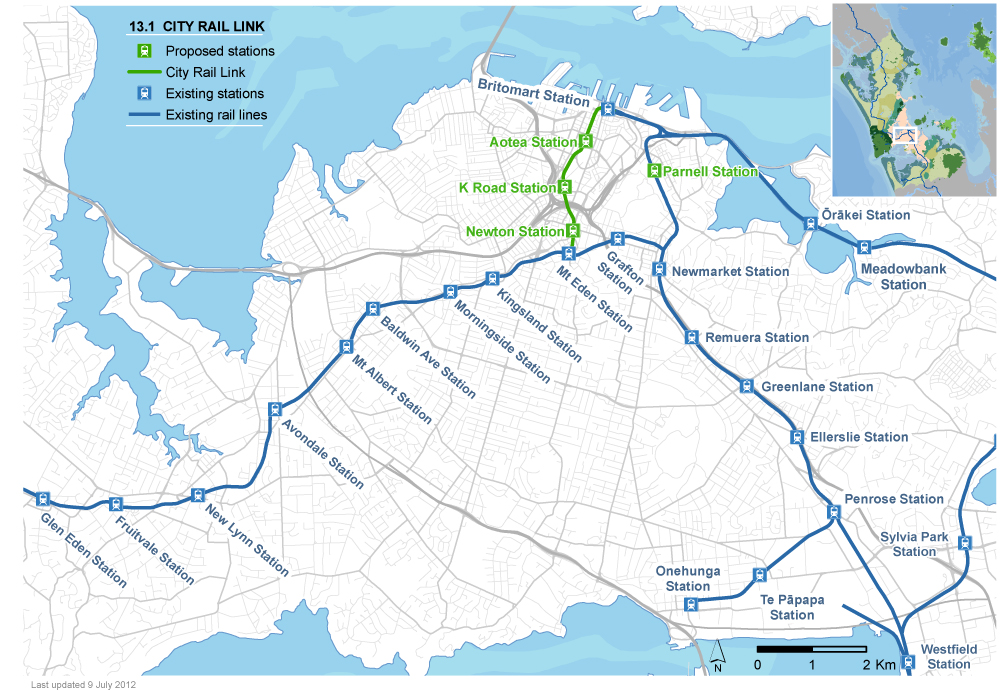 13.1 CITY RAIL LINK
Proposed stations
City Rail Link
Existing stations
Existing rail lines
Britomart Station
Aotea Station
K Road Station
Newton Station
Parnell Station
Ōrākei Station
Meadowbank
Station
Grafton
Station
Newmarket Station
Mt Eden Station
Kingsland Station
Morningside Station
Baldwin Ave Station
Mt Albert Station
Avondale Station
New Lynn Station
Fruitvale Station
Glen Eden Station
Remuera Station
Greenlane Station
Ellerslie Station
Penrose Station
Sylvia Park
Station
Onehunga
Station
Te Pāpapa
Station
Westfield
Station
N
0 1 2 Km
Last updated 9 July 2012